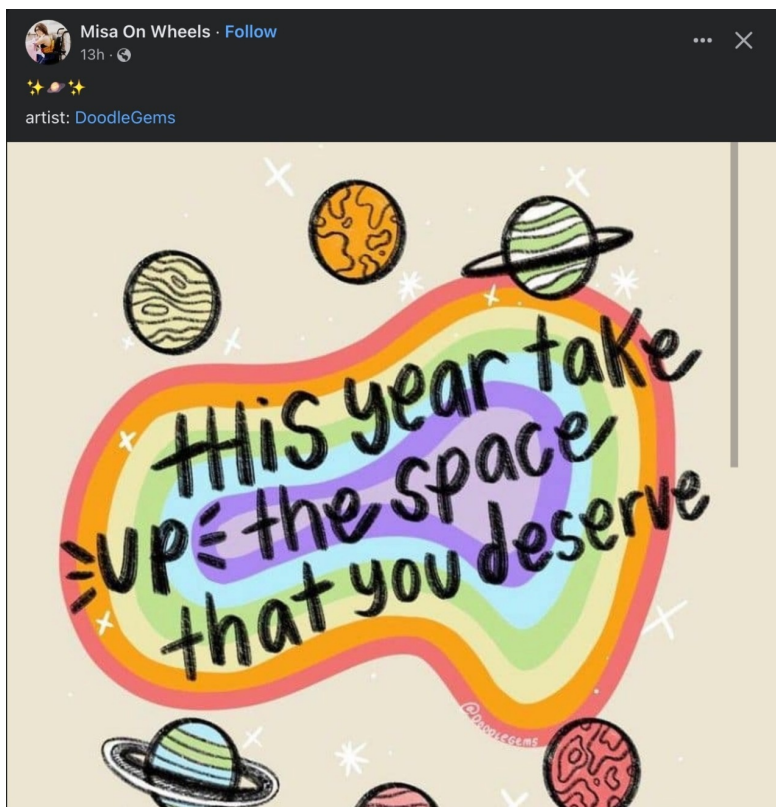 Misa On Wheels · Follow
13h ·
artist: DoodleGems
this year take
up the space
that you deserve
@DOODLEGEMS